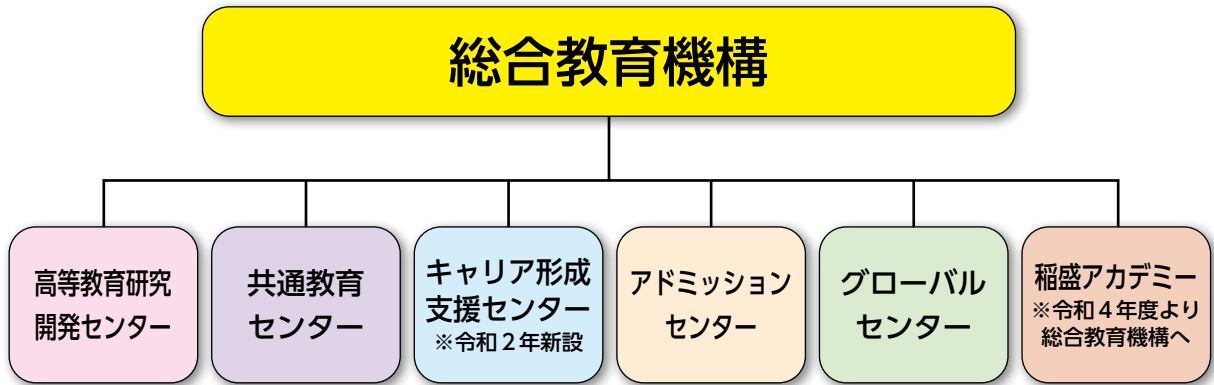 総合教育機構
高等教育研究
開発センター
共通教育
センター
キャリア形成
支援センター
※令和２年新設
アドミッション
センター
グローバル
センター
稲盛アカデミー
※令和４年度より
総合教育機構へ